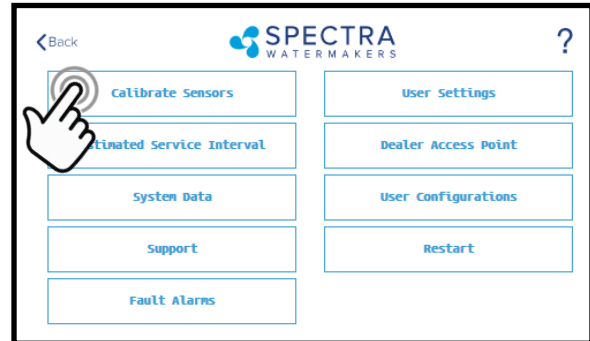 Back
SPECTRA
WATERMAKERS
?
Calibrate Sensors
User Settings
timated Service Interval
Dealer Access Point
System Data
User Configurations
Support
Restart
Fault Alarms